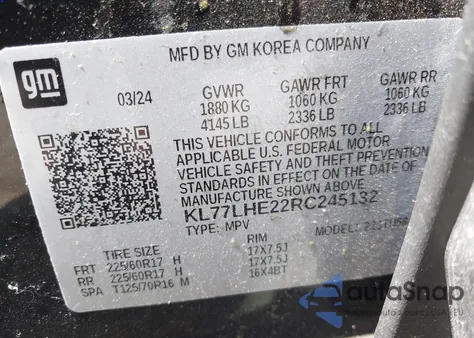 MFD BY GM KOREA COMPANY
gm
03/24
GVWR GAWR FRT GAWR RR
1880 KG 1060 KG 1060 KG
4145 LB 2336 LB 2336 LB
THIS VEHICLE CONFORMS TO ALL
APPLICABLE U.S. FEDERAL MOTOR
VEHICLE SAFETY AND THEFT PREVENTION
STANDARDS IN EFFECT ON THE DATE OF
MANUFACTURE SHOWN ABOVE.
KL77LHE22RC245132
TYPE: MPV MODEL:
TIRE SIZE RIM
FRT 225/60R17 H 17X7.5J
RR 225/60R17 H 17X7.5J
SPA T125/70R16 M 16X4BT
autoSnap